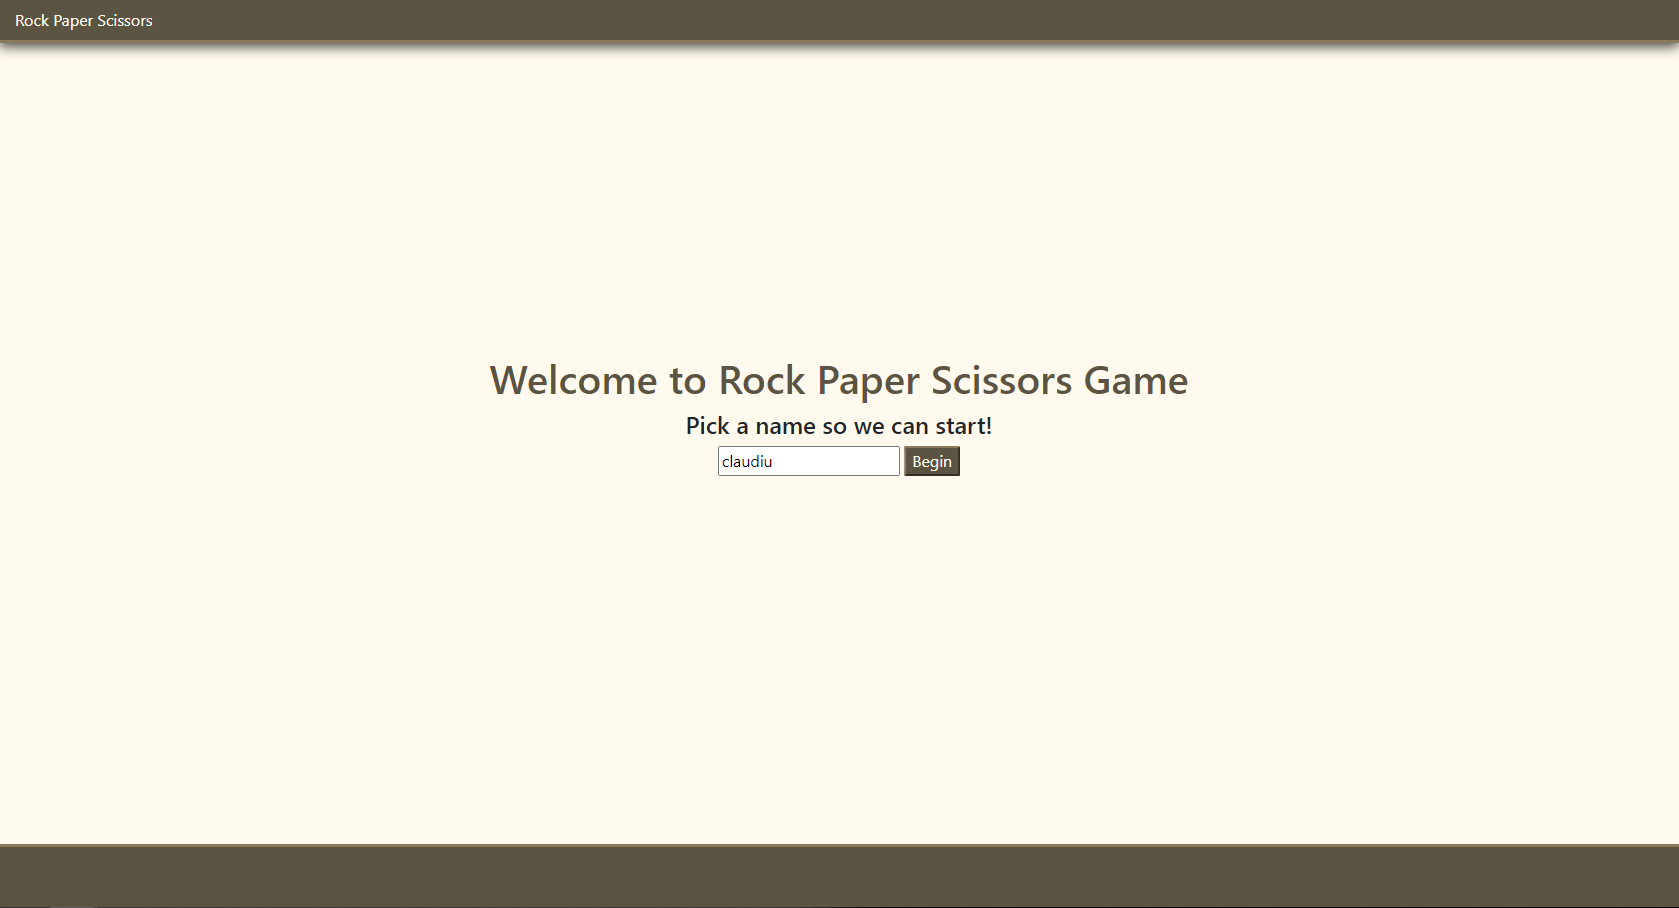 Rock Paper Scissors
Welcome to Rock Paper Scissors Game
Pick a name so we can start!
claudiu Begin